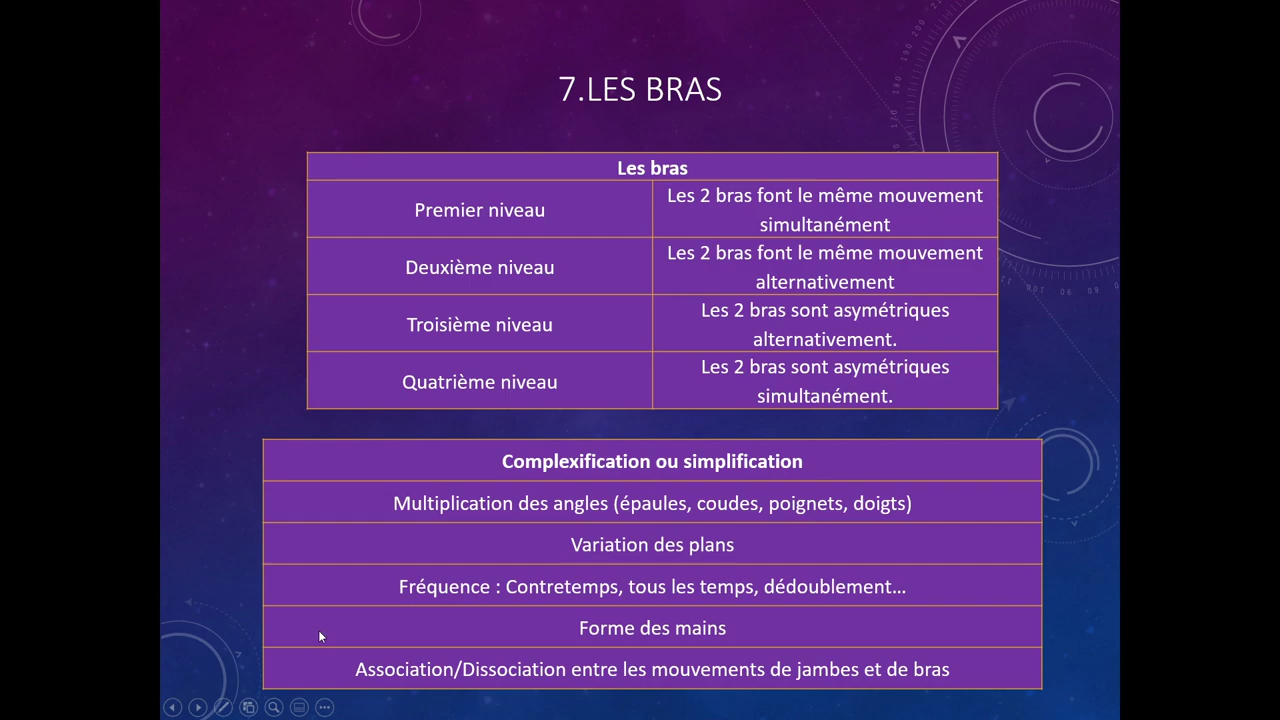 7.LES BRAS
Les bras
Premier niveau
Les 2 bras font le même mouvement
simultanément
Deuxième niveau
Les 2 bras font le même mouvement
alternativement
Troisième niveau
Les 2 bras sont asymétriques
alternativement.
Quatrième niveau
Les 2 bras sont asymétriques
simultanément.
Complexification ou simplification
Multiplication des angles (épaules, coudes, poignets, doigts)
Variation des plans
Fréquence : Contretemps, tous les temps, dédoublement...
Forme des mains
Association/Dissociation entre les mouvements de jambes et de bras